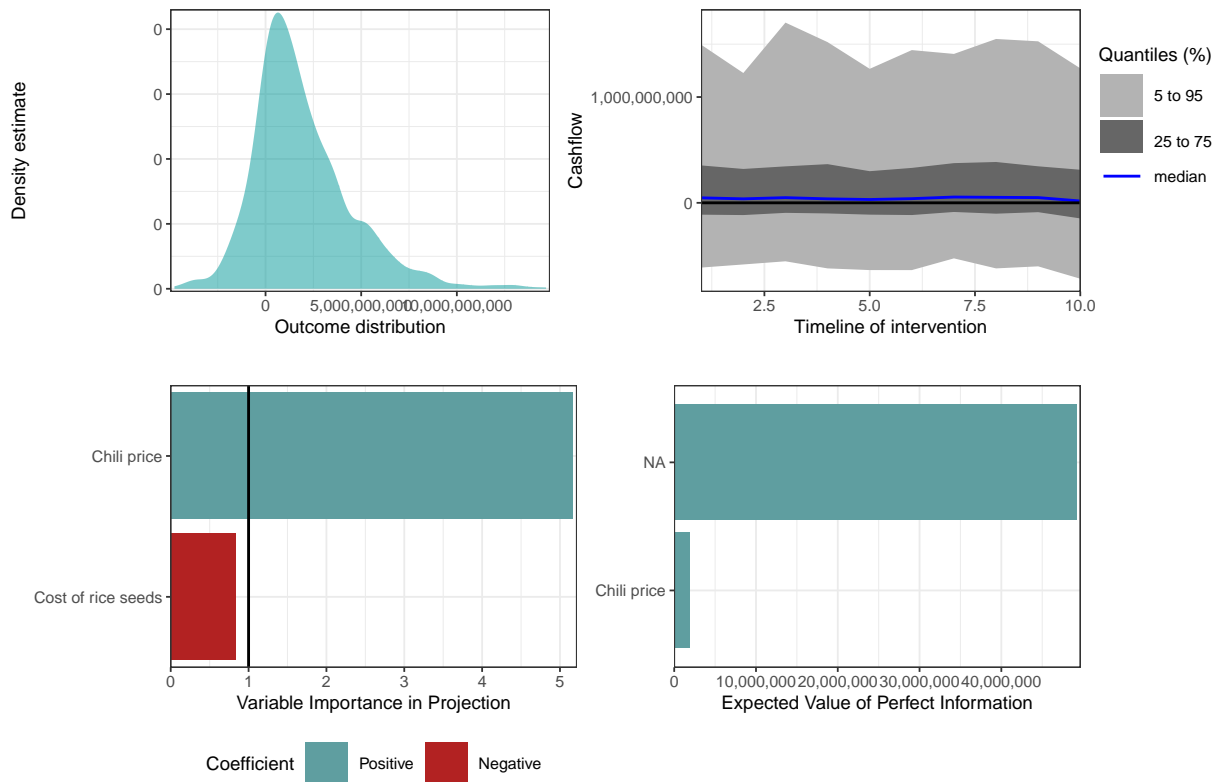 Density estimate
0
0
0
0
0
0 5,000,000,000 10,000,000,000
Outcome distribution
Cashflow
1,000,000,000
0
2.5 5.0 7.5 10.0
Timeline of intervention
Quantiles (%)
5 to 95
25 to 75
median
Chili price
Cost of rice seeds
0 1 2 3 4 5
Variable Importance in Projection
NA
Chili price
0 10,000,000 20,000,000 30,000,000 40,000,000
Expected Value of Perfect Information
Coefficient Positive Negative